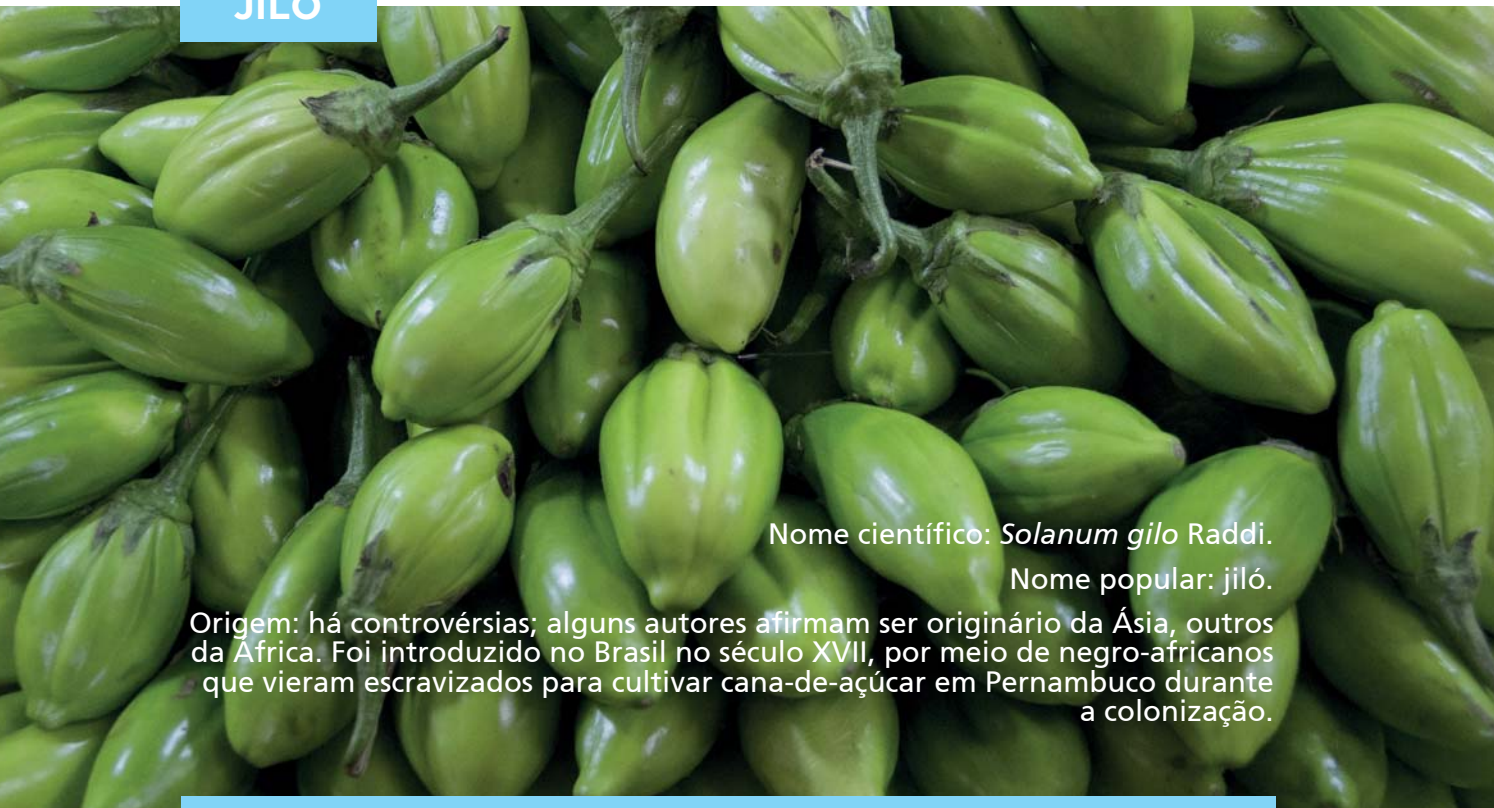 JILÓ
Nome científico: Solanum gilo Raddi.
Nome popular: jiló.
Origem: há controvérsias; alguns autores afirmam ser originário da Ásia, outros
da África. Foi introduzido no Brasil no século XVII, por meio de negro-africanos
que vieram escravizados para cultivar cana-de-açúcar em Pernambuco durante
a colonização.